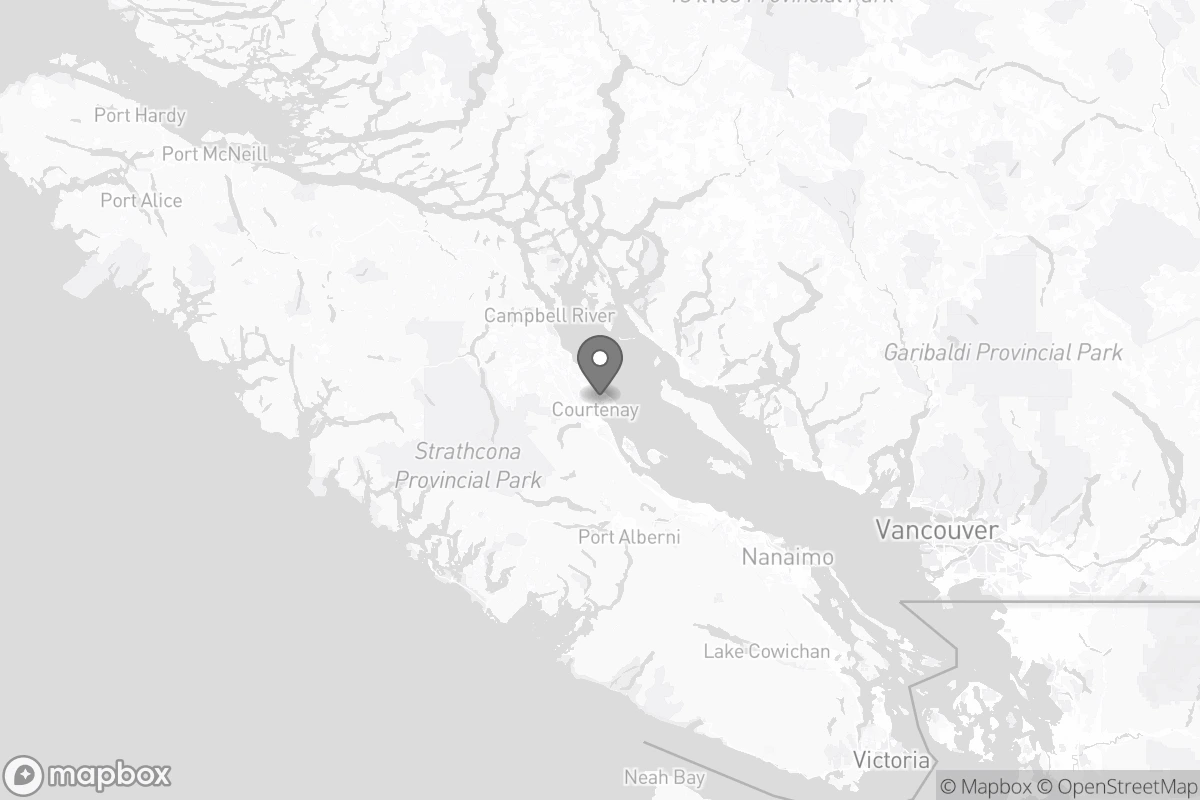 Provincial Park
Port Hardy
Port McNeill
Port Alice
Campbell River
Garibaldi Provincial Park
Courtenay
Strathcona
Provincial Park
Vancouver
Port Alberni
Nanaimo
Lake Cowichan
Victoria
Neah Bay
mapbox
© Mapbox © OpenStreetMap